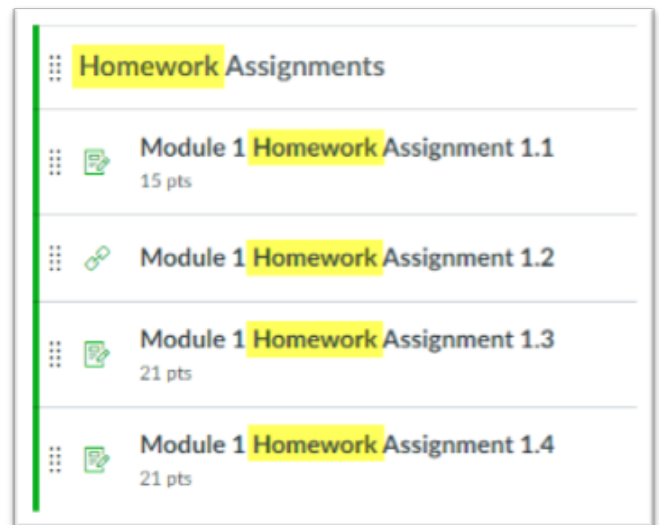 Homework Assignments
Module 1 Homework Assignment 1.1
15 pts
Module 1 Homework Assignment 1.2
Module 1 Homework Assignment 1.3
21 pts
Module 1 Homework Assignment 1.4
21 pts